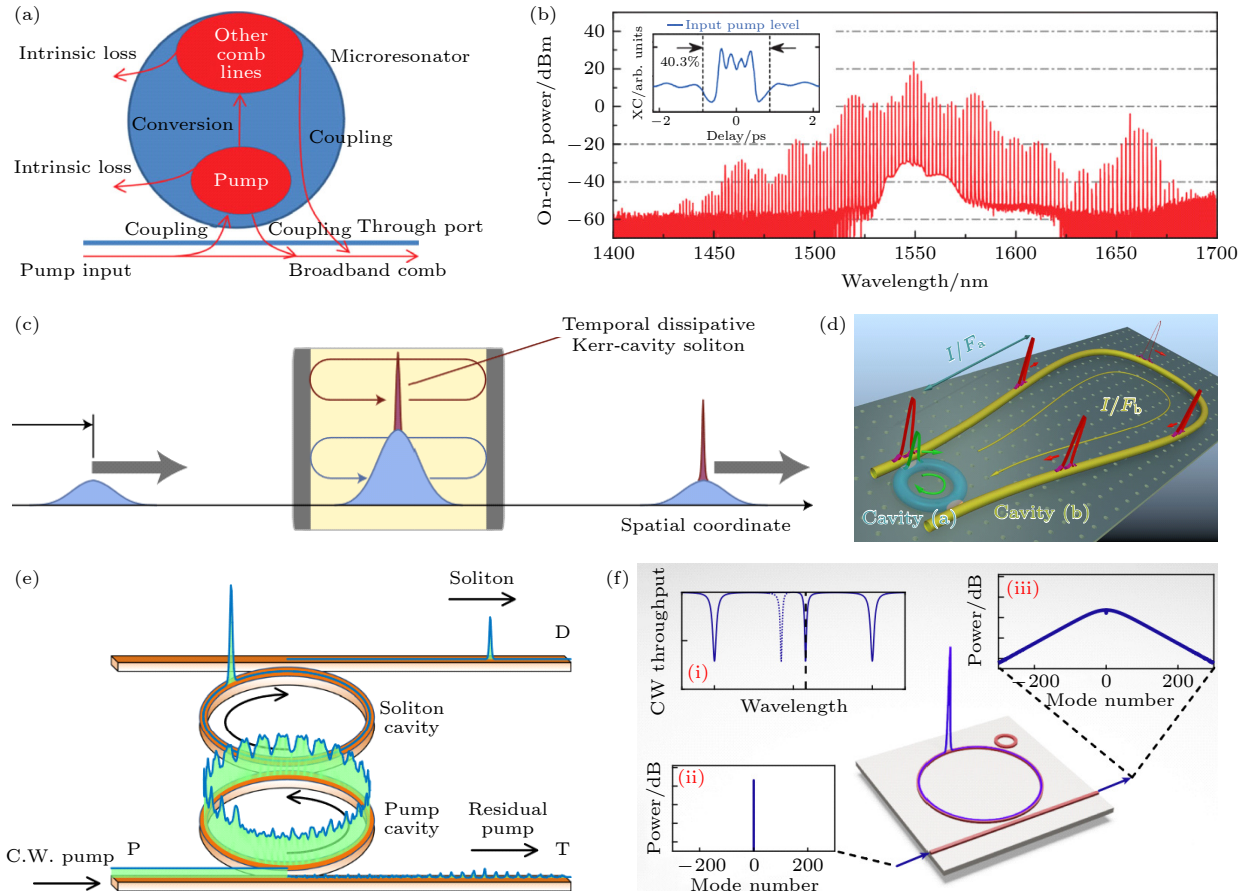 (a)
Other
comb
lines
Intrinsic loss
Microresonator
Conversion
Coupling
Intrinsic loss
Pump
Coupling
Coupling
Through port
Pump input
Broadband comb
(b)
On-chip power/dBm
40
20
0
−20
−40
−60
1400
1450
1500
1550
1600
1650
1700
Wavelength/nm
XC/arb. units
Input pump level
40.3%
−2
0
2
Delay/ps
(c)
Temporal dissipative
Kerr-cavity soliton
Spatial coordinate
(d)
I/Fa
I/Fb
Cavity (a)
Cavity (b)
(e)
Soliton
D
Soliton
cavity
Pump
cavity
Residual
pump
C.W. pump
P
T
(f)
CW throughput
(i)
Wavelength
Power/dB
(iii)
−200
0
200
Mode number
Power/dB
(ii)
−200
0
200
Mode number